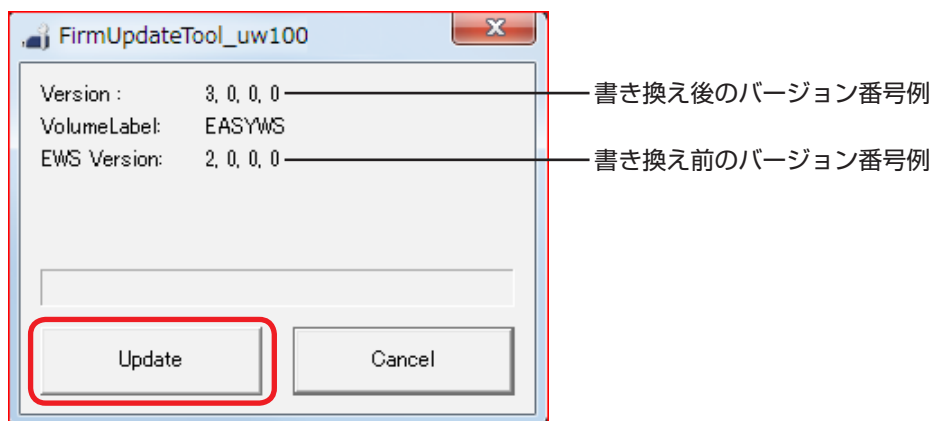 FirmUpdateTool_uw100
Version : 3, 0, 0, 0 書き換え後のバージョン番号例
VolumeLabel: EASYWS
EWS Version: 2, 0, 0, 0 書き換え前のバージョン番号例
Update Cancel